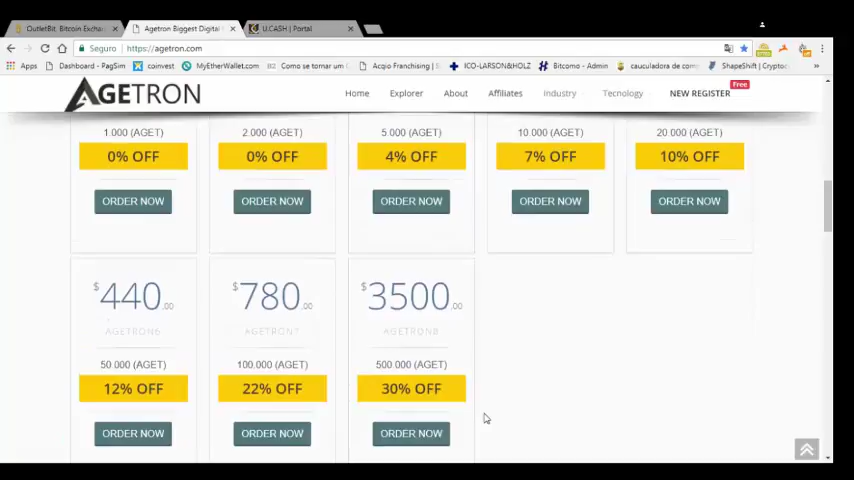 OutletBit: Bitcoin Excha
Agetron Biggest Digital
U.CASH | Portal
Seguro https://agetron.com
Apps Dashboard - PagSim coinvest MyEtherWallet.com Como se tornar um f Acqio Franchising | S ICO-LARSON&HOLZ Bitcomo - Admin cauculadora de comp ShapeShift | Cryptoc
AGETRON
Home Explorer About Affiliates Industry Tecnology NEW REGISTER
Free
1.000 (AGET) 2.000 (AGET) 5.000 (AGET) 10.000 (AGET) 20.000 (AGET)
0% OFF 0% OFF 4% OFF 7% OFF 10% OFF
ORDER NOW ORDER NOW ORDER NOW ORDER NOW ORDER NOW
$440.00 $780.00 $3500.00
AGETRON6 AGETRON7 AGETRON8
50.000 (AGET) 100.000 (AGET) 500.000 (AGET)
12% OFF 22% OFF 30% OFF
ORDER NOW ORDER NOW ORDER NOW